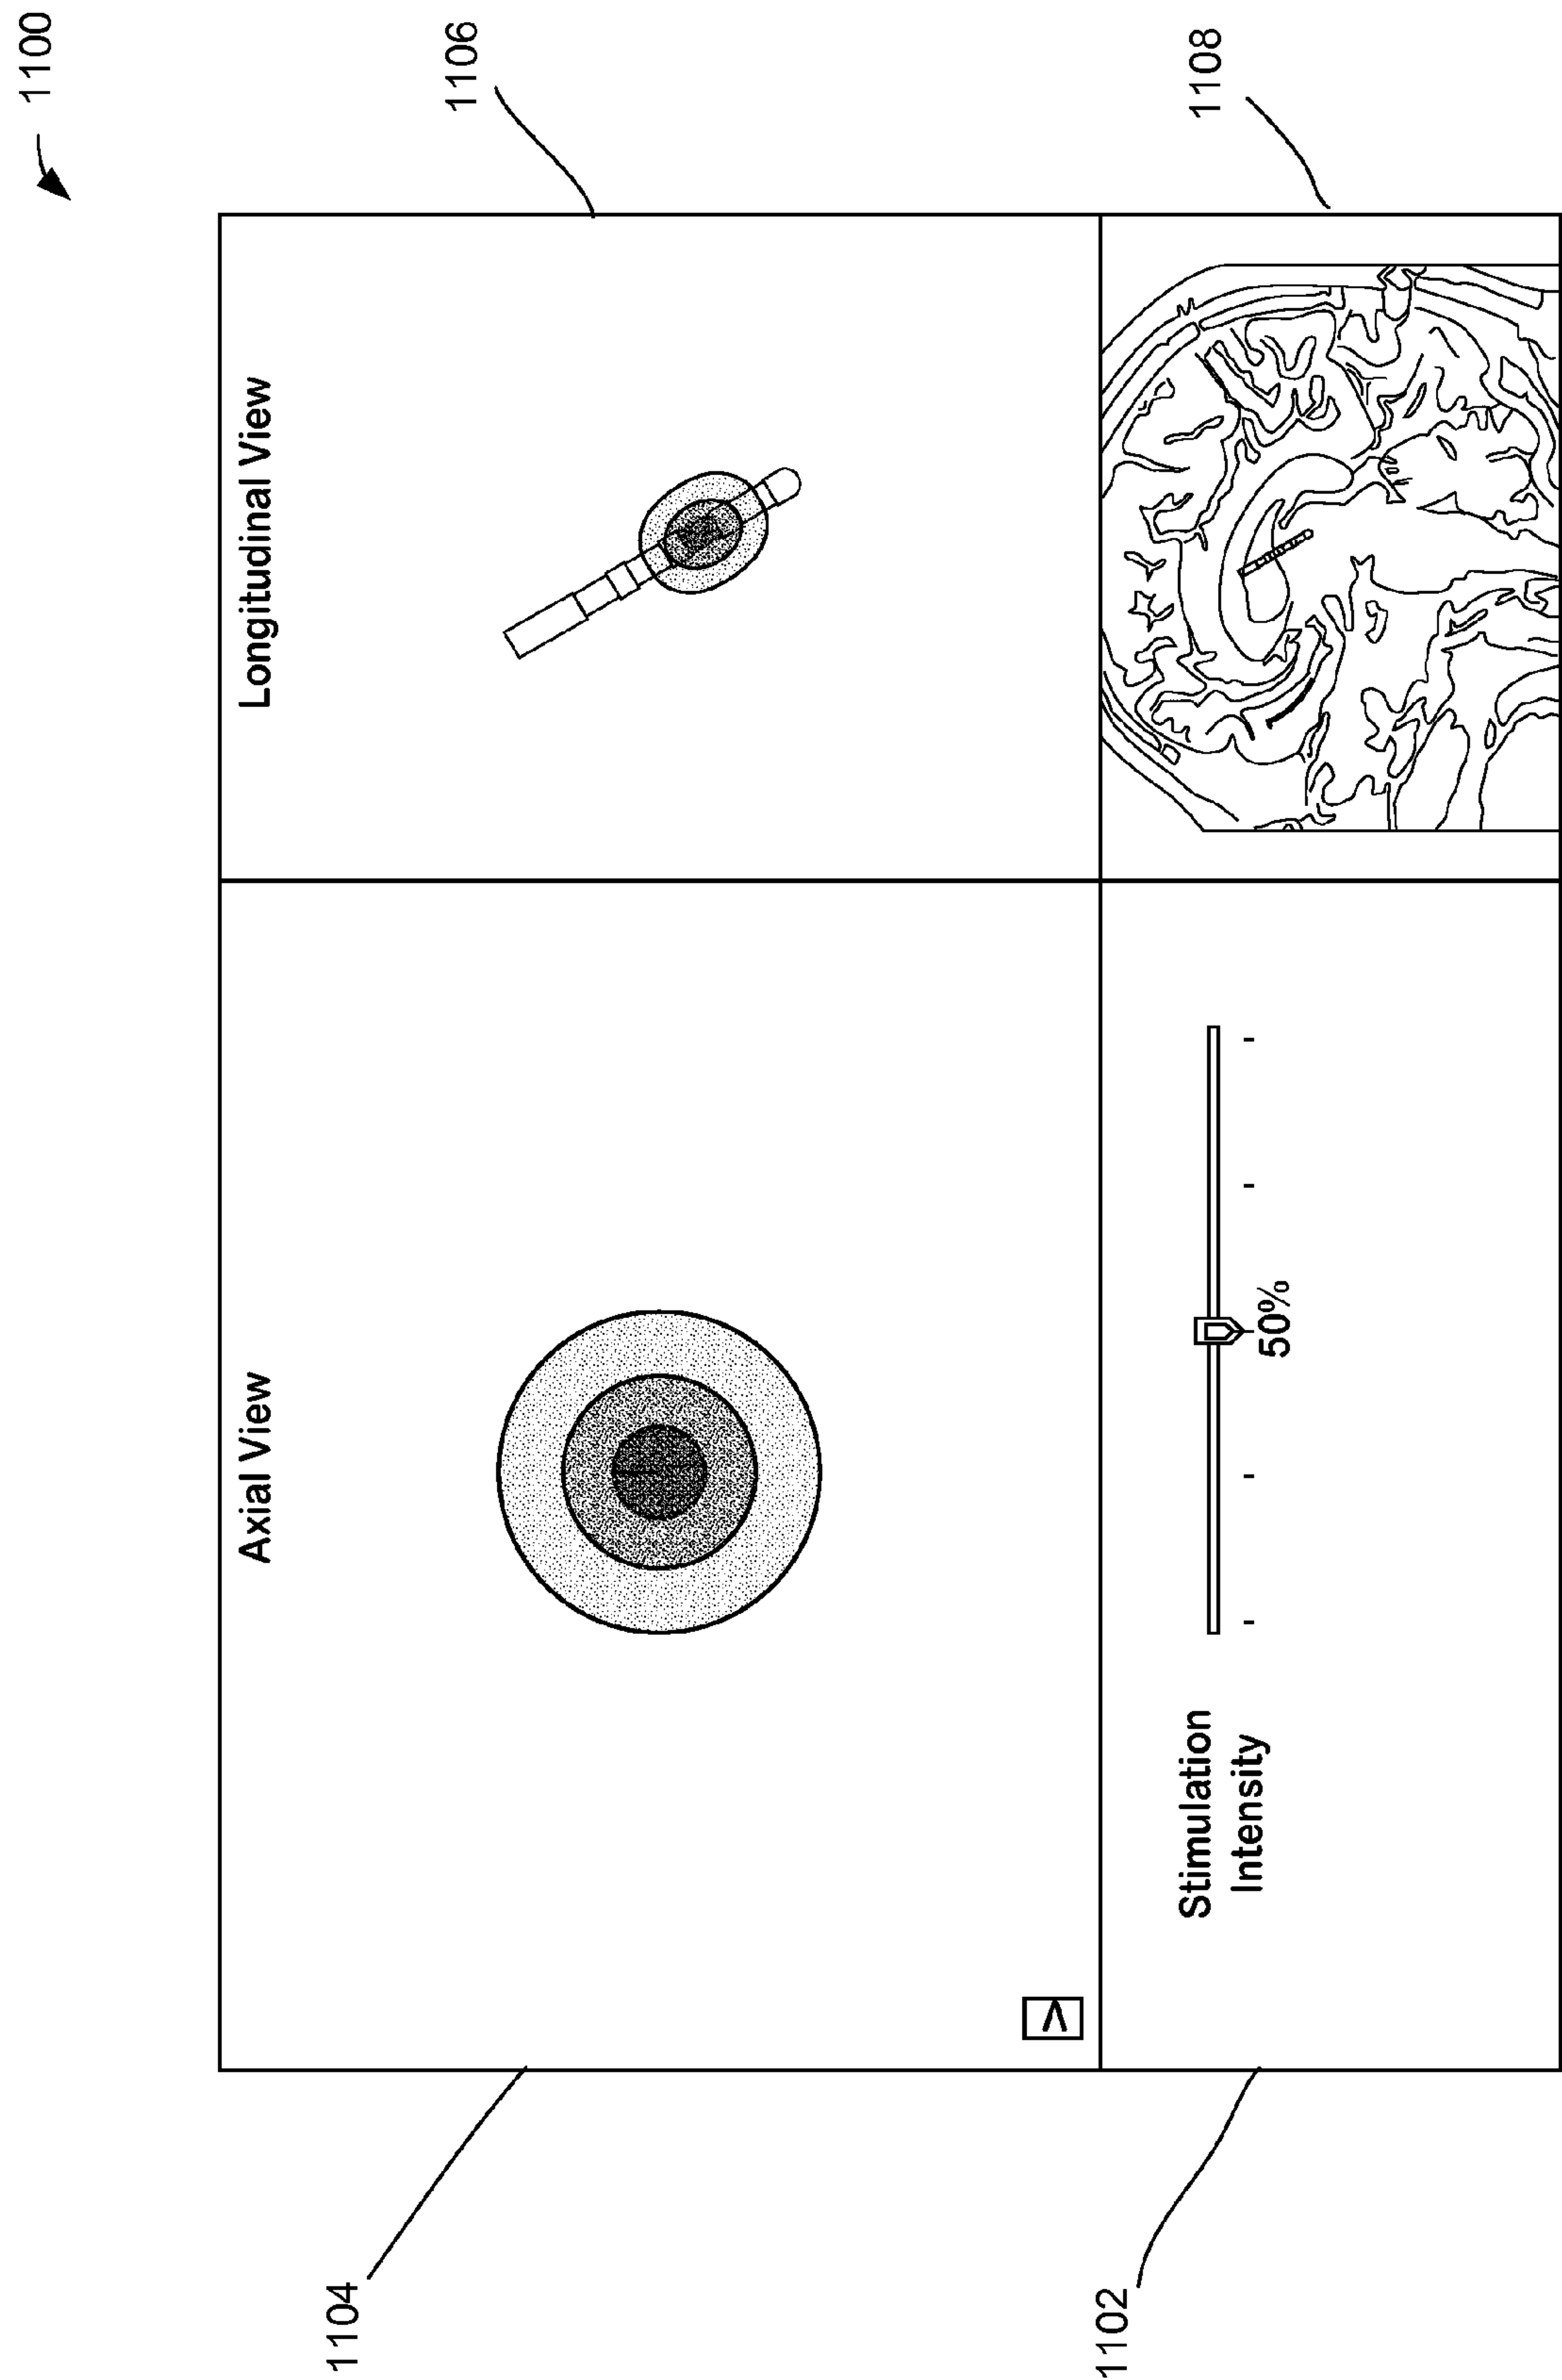 1100
Axial View
Longitudinal View
1104
1106
>
Stimulation
Intensity
50%
1102
1108